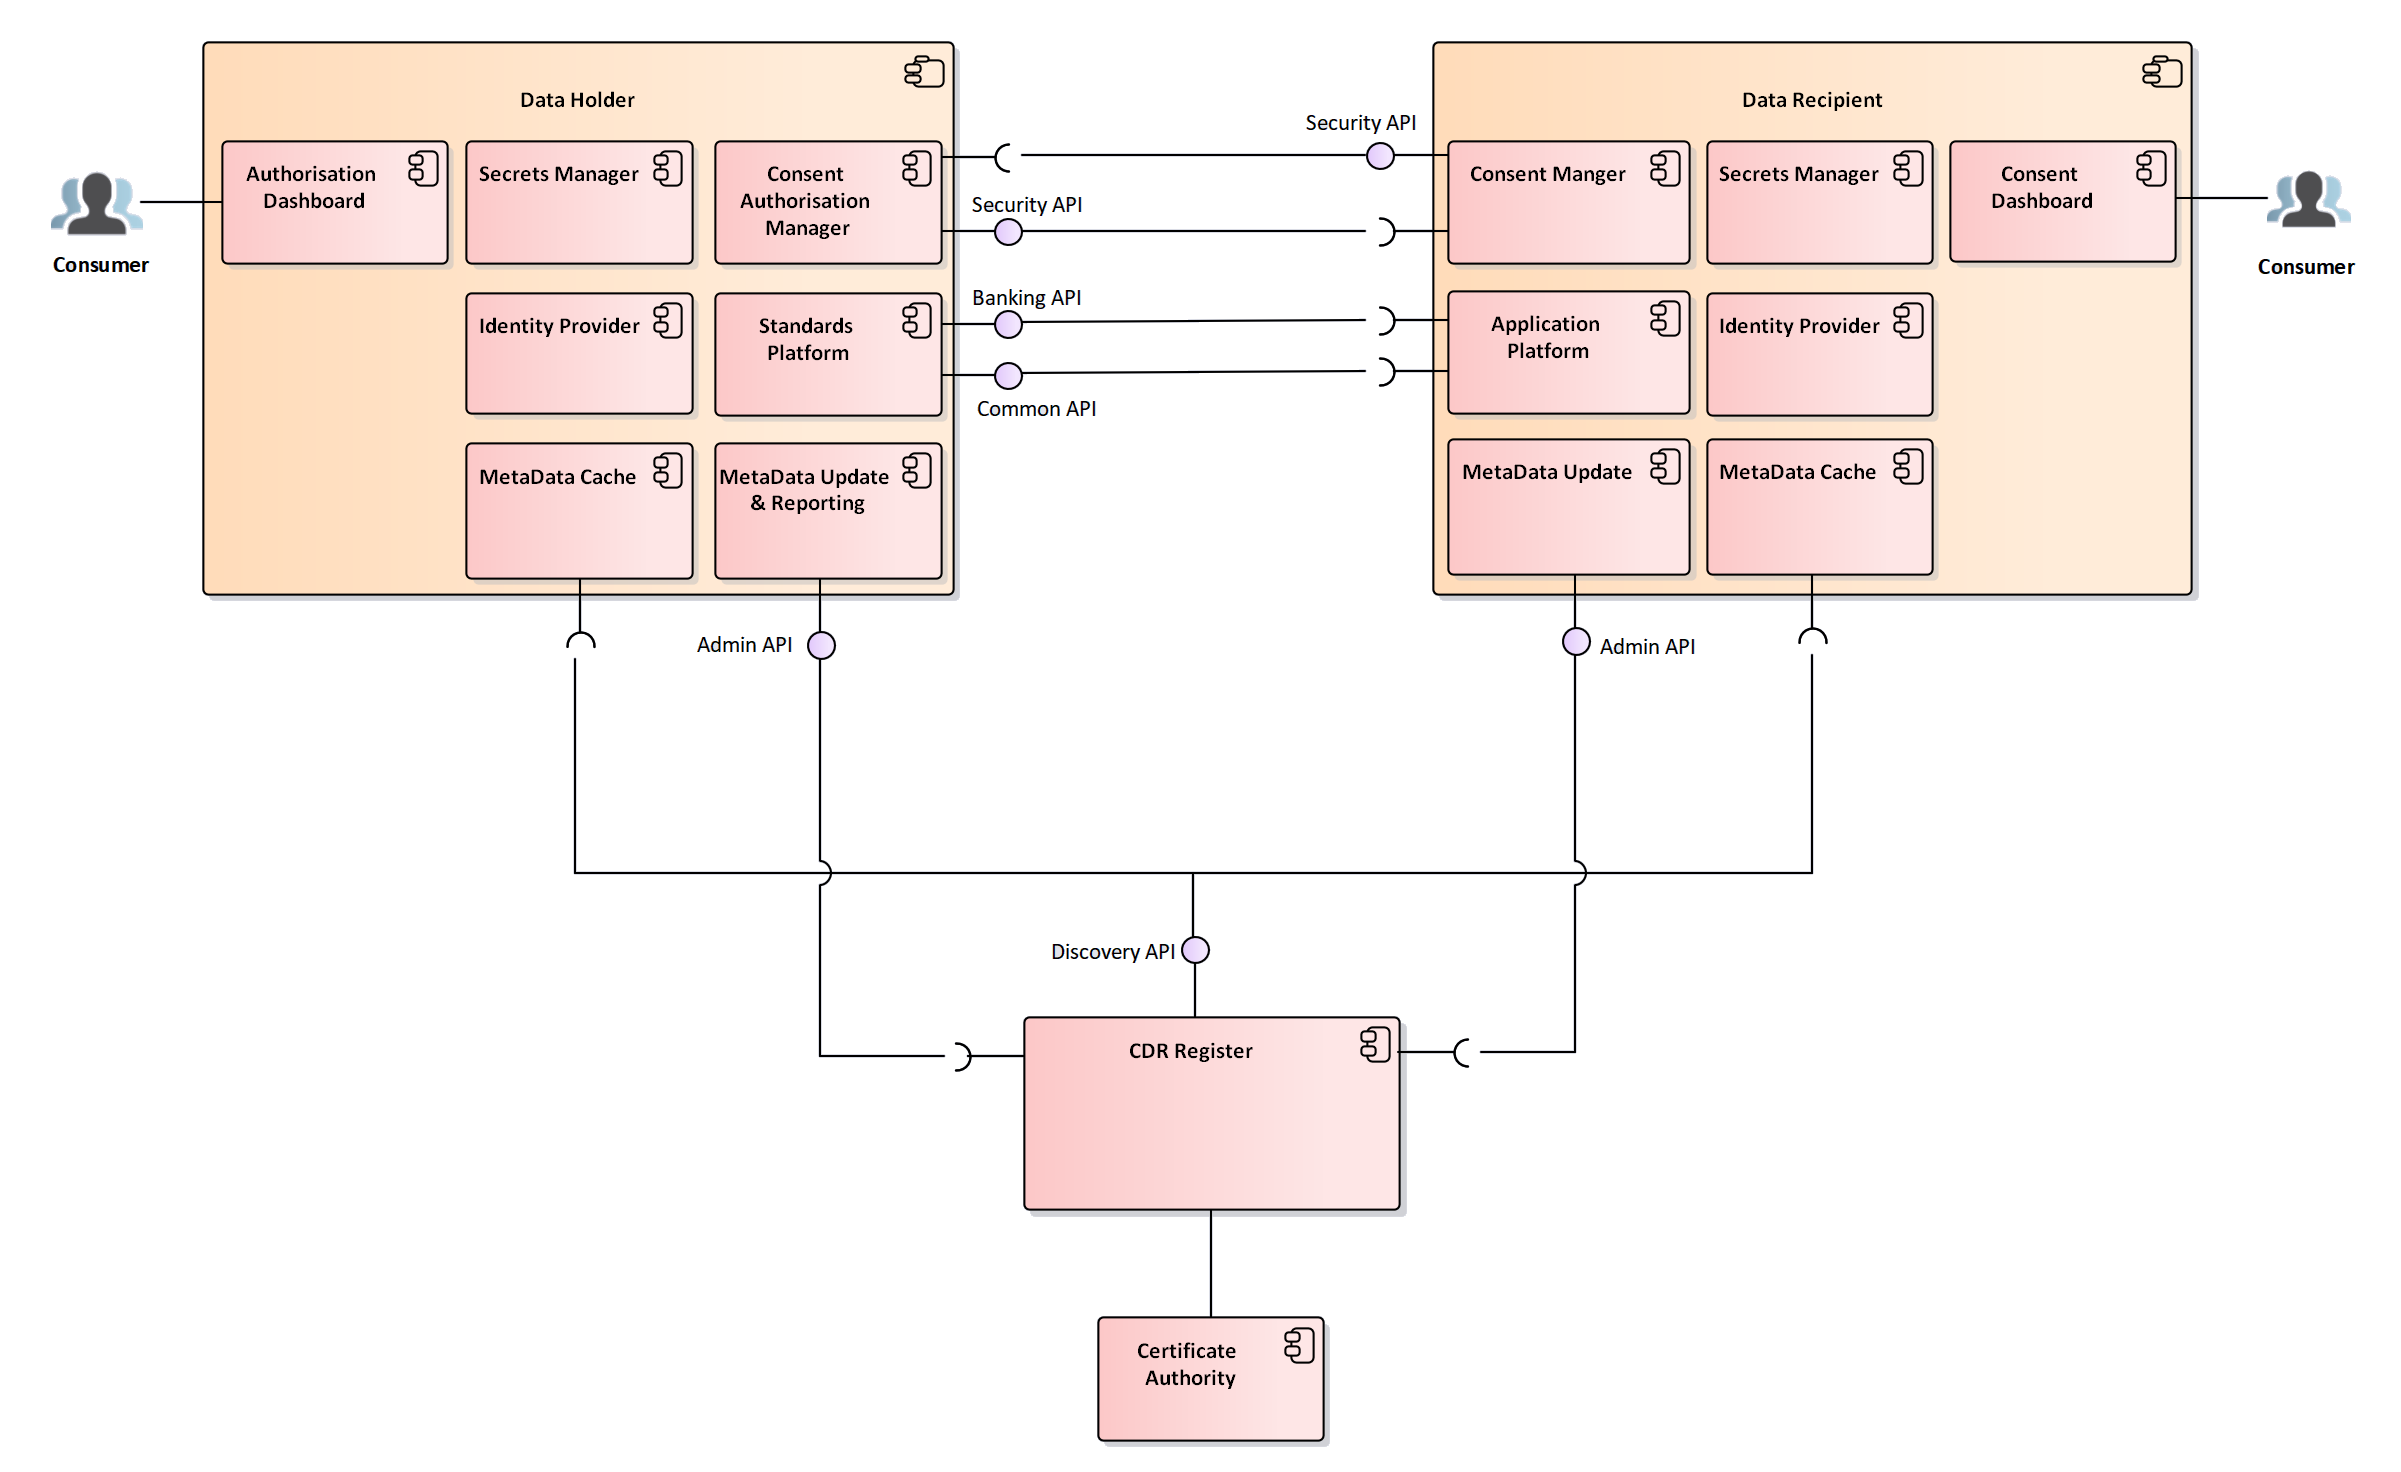 Data Holder
Authorisation
Dashboard
Secrets Manager
Consent
Authorisation
Manager
Identity Provider
Standards
Platform
MetaData Cache
MetaData Update
& Reporting
Consumer
Security API
Security API
Banking API
Common API
Data Recipient
Consent Manger
Secrets Manager
Consent
Dashboard
Application
Platform
Identity Provider
MetaData Update
MetaData Cache
Consumer
Admin API
Admin API
Discovery API
CDR Register
Certificate
Authority